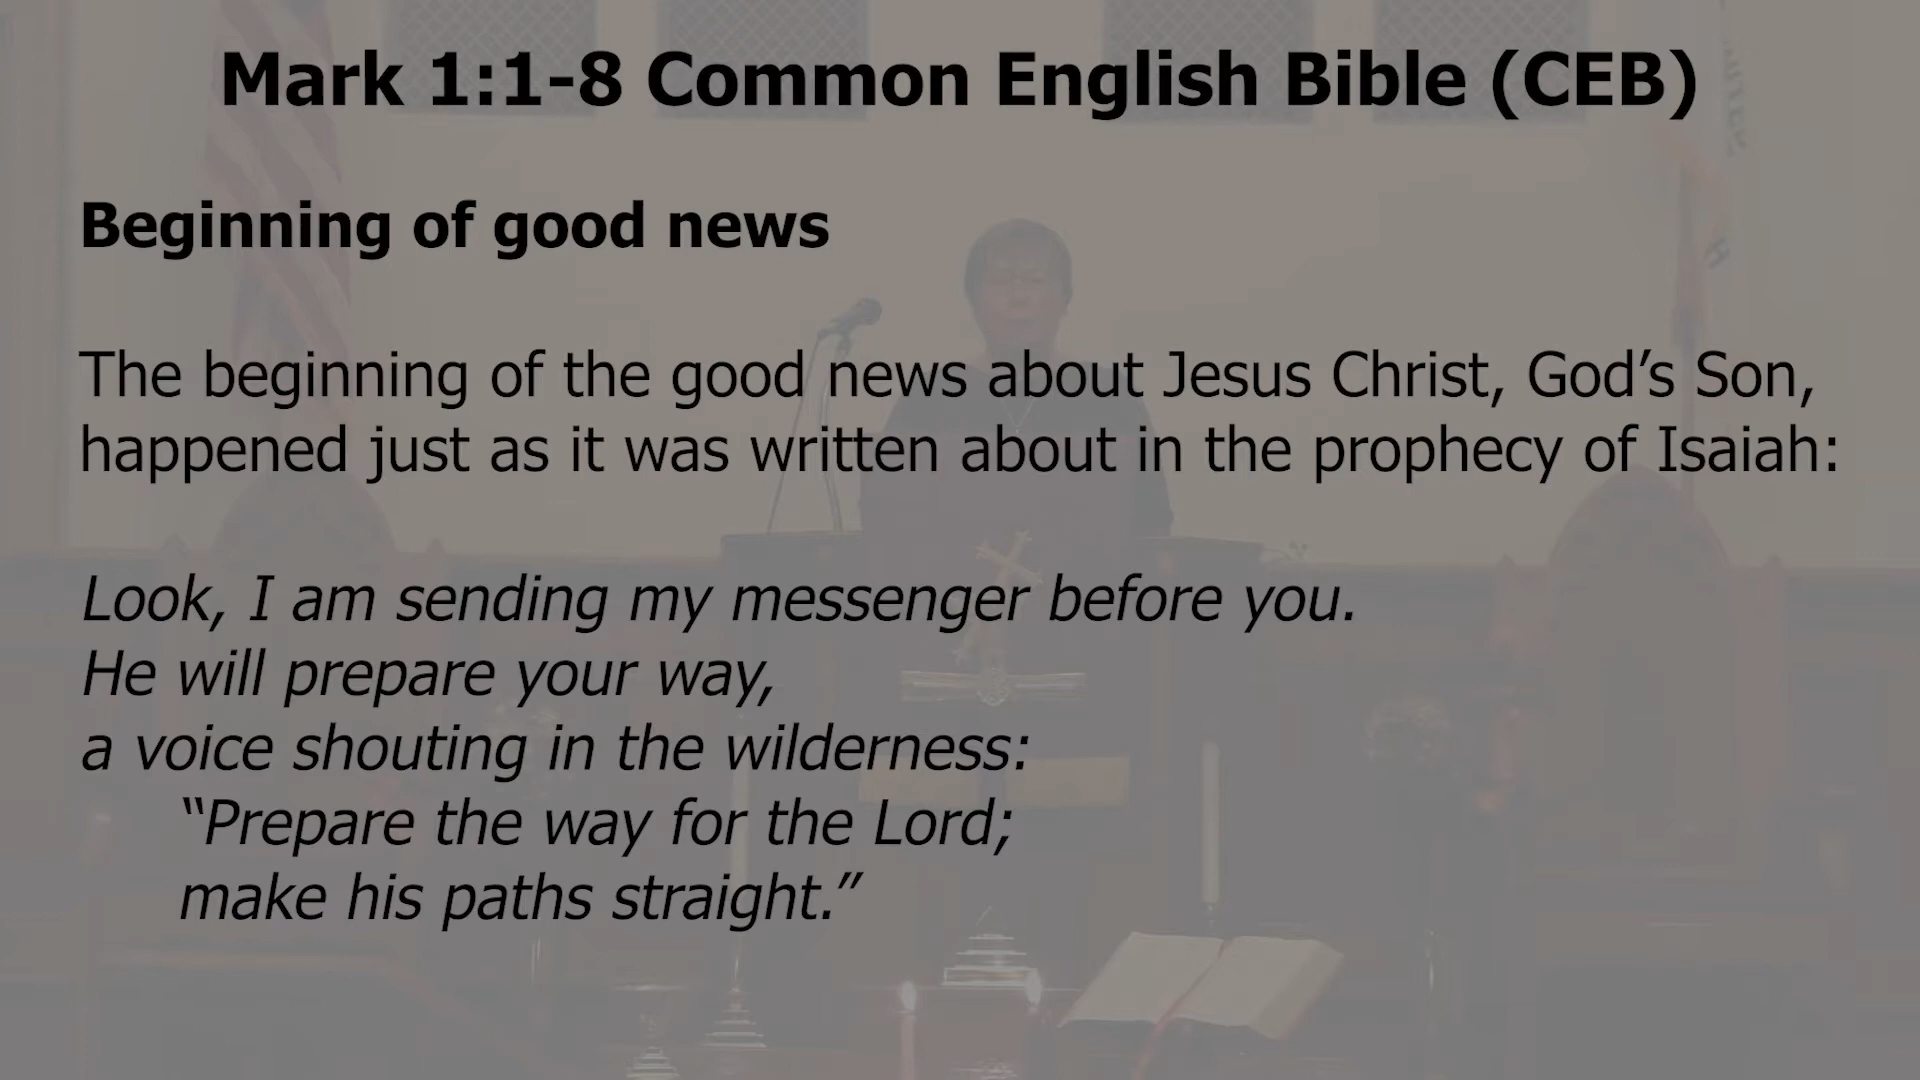 Mark 1:1-8 Common English Bible (CEB)
Beginning of good news
The beginning of the good news about Jesus Christ, God’s Son,
happened just as it was written about in the prophecy of Isaiah:
Look, I am sending my messenger before you.
He will prepare your way,
a voice shouting in the wilderness:
“Prepare the way for the Lord;
make his paths straight.”